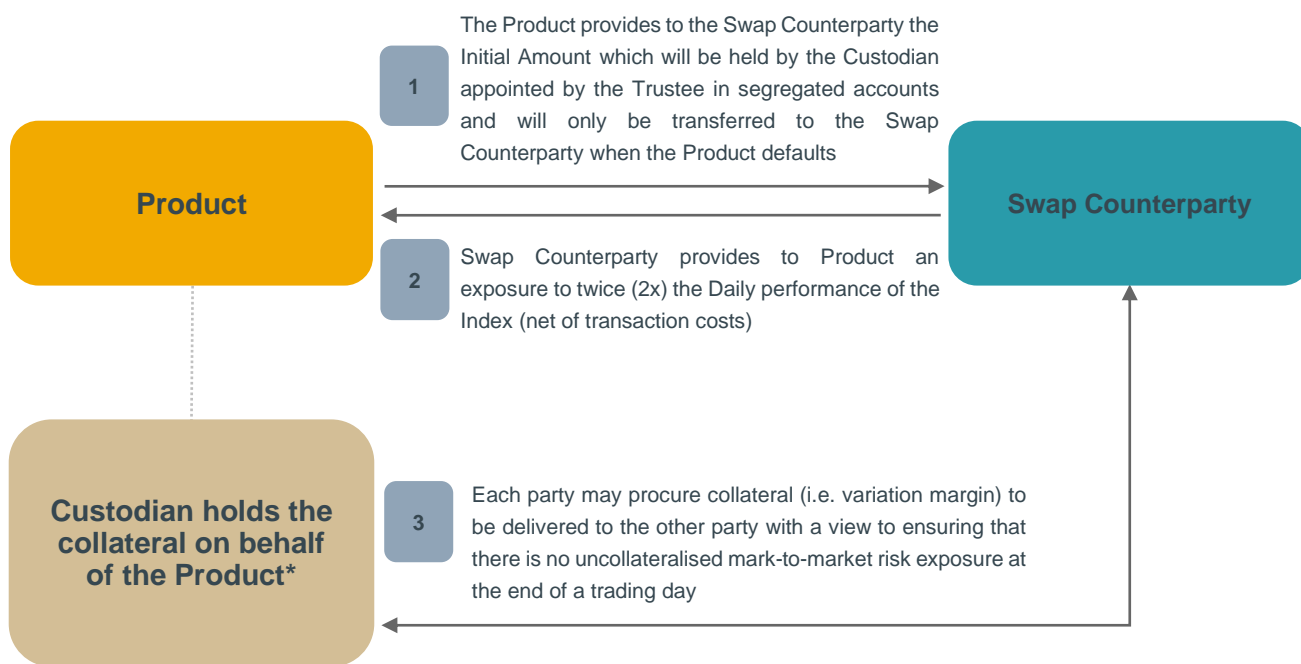 The Product provides to the Swap Counterparty the
Initial Amount which will be held by the Custodian
appointed by the Trustee in segregated accounts
and will only be transferred to the Swap
Counterparty when the Product defaults
1
Product
Swap Counterparty
2
Swap Counterparty provides to Product an
exposure to twice (2x) the Daily performance of the
Index (net of transaction costs)
Custodian holds the
collateral on behalf
of the Product*
3
Each party may procure collateral (i.e. variation margin) to
be delivered to the other party with a view to ensuring that
there is no uncollateralised mark-to-market risk exposure at
the end of a trading day